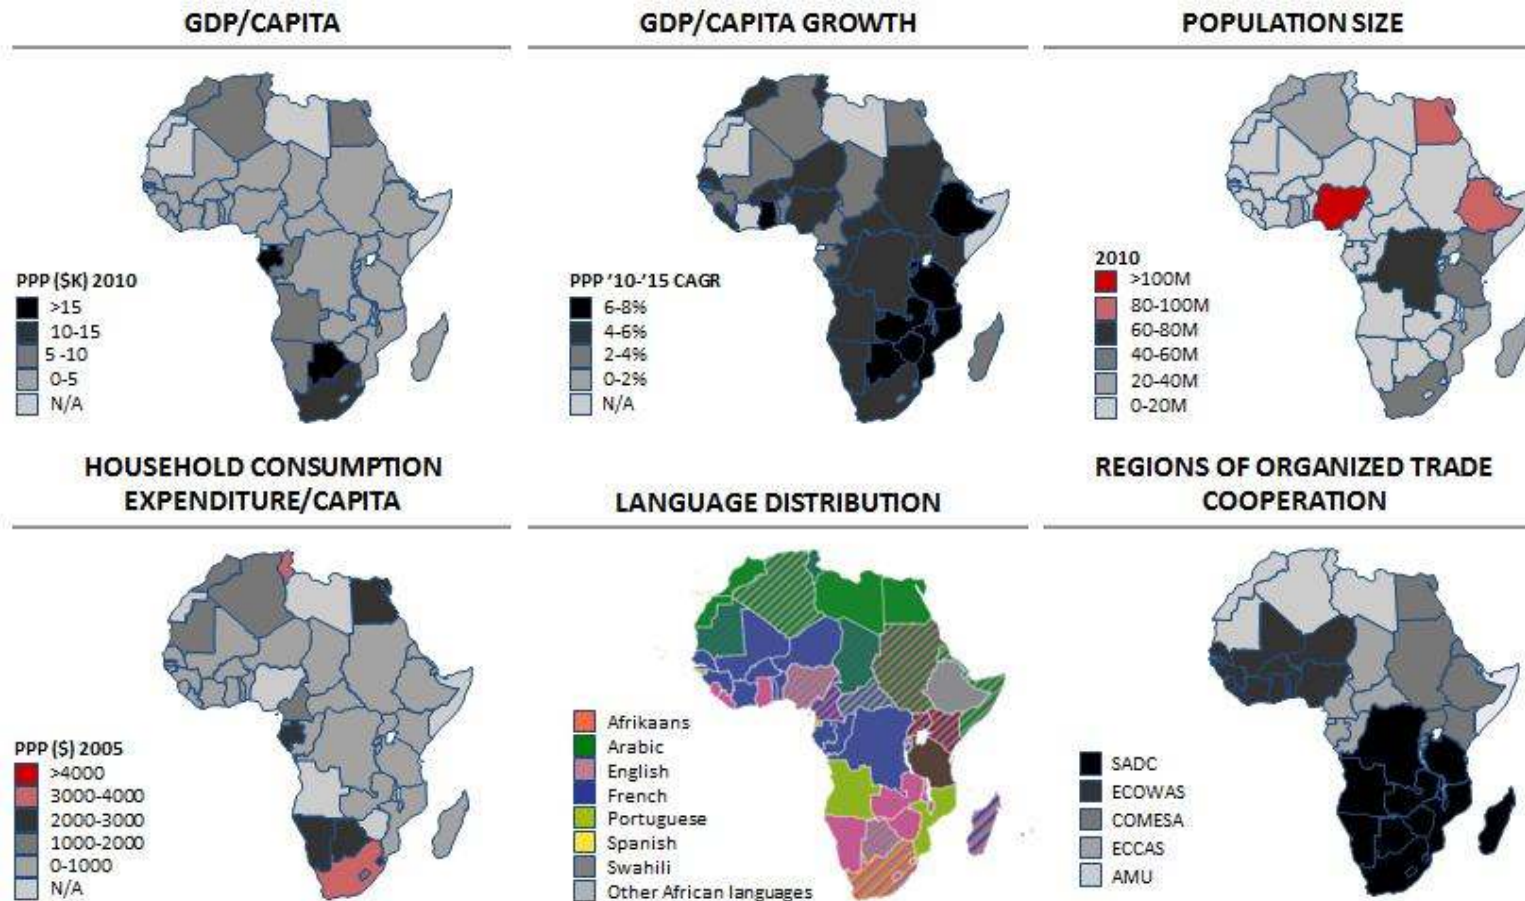 GDP/CAPITA
PPP ($K) 2010
>15
10-15
5 -10
0-5
N/A
GDP/CAPITA GROWTH
PPP '10-'15 CAGR
6-8%
4-6%
2-4%
0-2%
N/A
POPULATION SIZE
2010
>100M
80-100M
60-80M
40-60M
20-40M
0-20M
HOUSEHOLD CONSUMPTION
EXPENDITURE/CAPITA
PPP ($) 2005
>4000
3000-4000
2000-3000
1000-2000
0-1000
N/A
LANGUAGE DISTRIBUTION
Afrikaans
Arabic
English
French
Portuguese
Spanish
Swahili
Other African languages
REGIONS OF ORGANIZED TRADE
COOPERATION
SADC
ECOWAS
COMESA
ECCAS
AMU